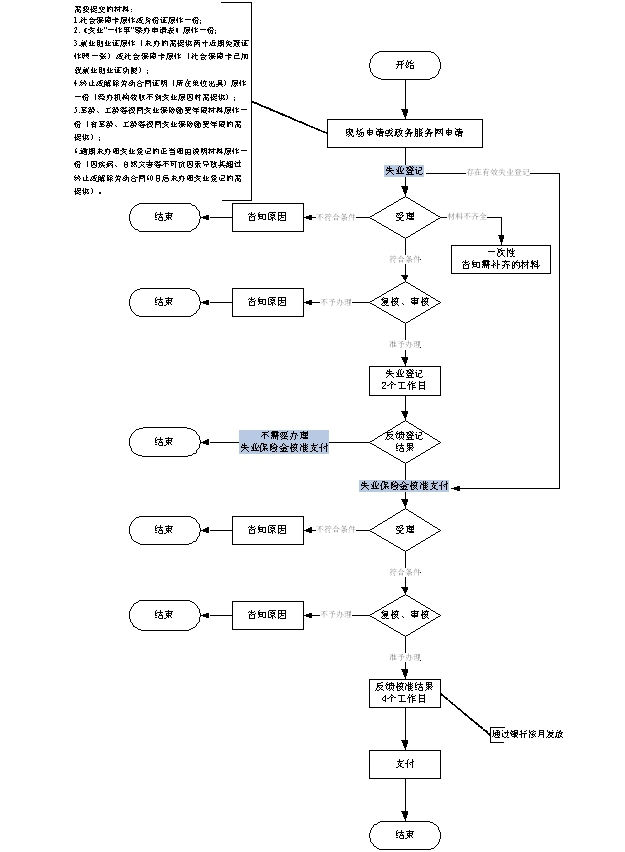 需要提交的材料:
1.社会保障卡原件或身份证原件一份;
2.《失业"一件事"联办申请表》原件一份;
3.就业创业证原件（未办的需提供两寸近期免冠证
件照一张）或社会保障卡原件（社会保障卡已加
载就业创业证功能）;
4.终止或解除劳动合同证明（所在单位出具）原件
一份（经办机构获取不到失业原因时需提供）;
5.军龄、工龄等视同失业保险缴费年限材料原件一
份（有军龄、工龄等视同失业保险缴费年限的需
提供）;
6.逾期未办理失业登记的正当理由说明材料原件一
份（因疾病、自然灾害等不可抗因素导致其超过
终止或解除劳动合同60日后未办理失业登记的需
提供）。
开始
现场申请或政务服务网申请
失业登记
存在有效失业登记
结束
告知原因
不符合条件
受理
材料不齐全
一次性
告知需补齐的材料
符合条件
结束
告知原因
不予办理
复核、审核
准予办理
失业登记
2个工作日
结束
不需要办理
失业保险金核准支付
反馈登记
结果
失业保险金核准支付
结束
告知原因
不符合条件
受理
符合条件
结束
告知原因
不予办理
复核、审核
准予办理
反馈核准结果
4个工作日
通过银行按月发放
支付
结束